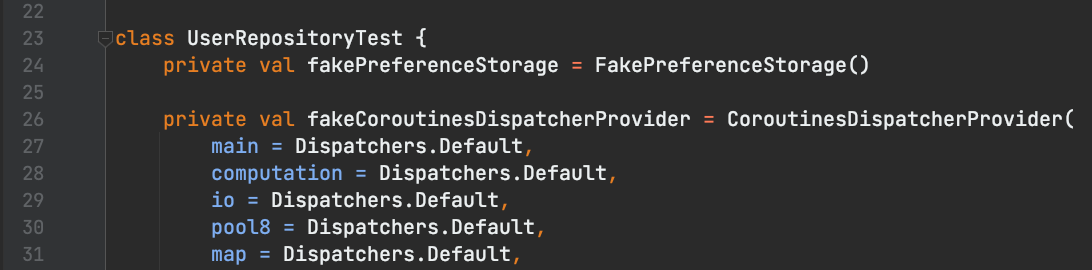 22
23 class UserRepositoryTest {
24 private val fakePreferenceStorage = FakePreferenceStorage()
25
26 private val fakeCoroutinesDispatcherProvider = CoroutinesDispatcherProvider(
27 main = Dispatchers.Default,
28 computation = Dispatchers.Default,
29 io = Dispatchers.Default,
30 pool8 = Dispatchers.Default,
31 map = Dispatchers.Default,